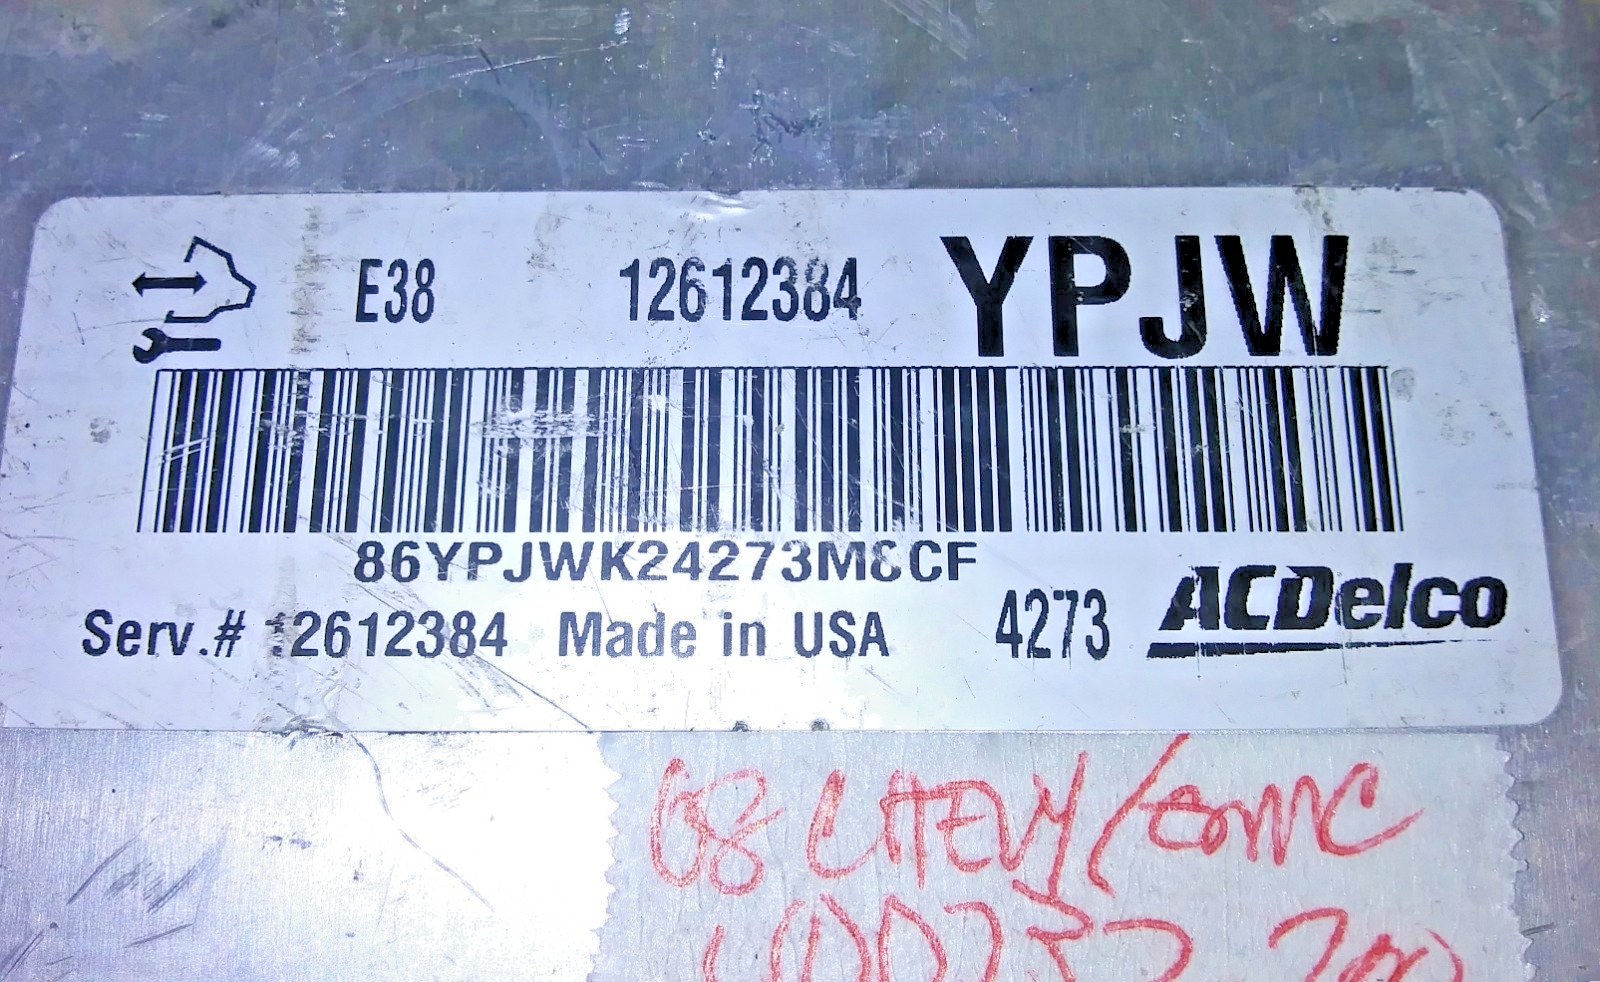 E38 12612384 YPJW
86YPJWK24273M8CF
Serv.# 12612384 Made in USA 4273 ACDelco
08 CHEVY/GMC